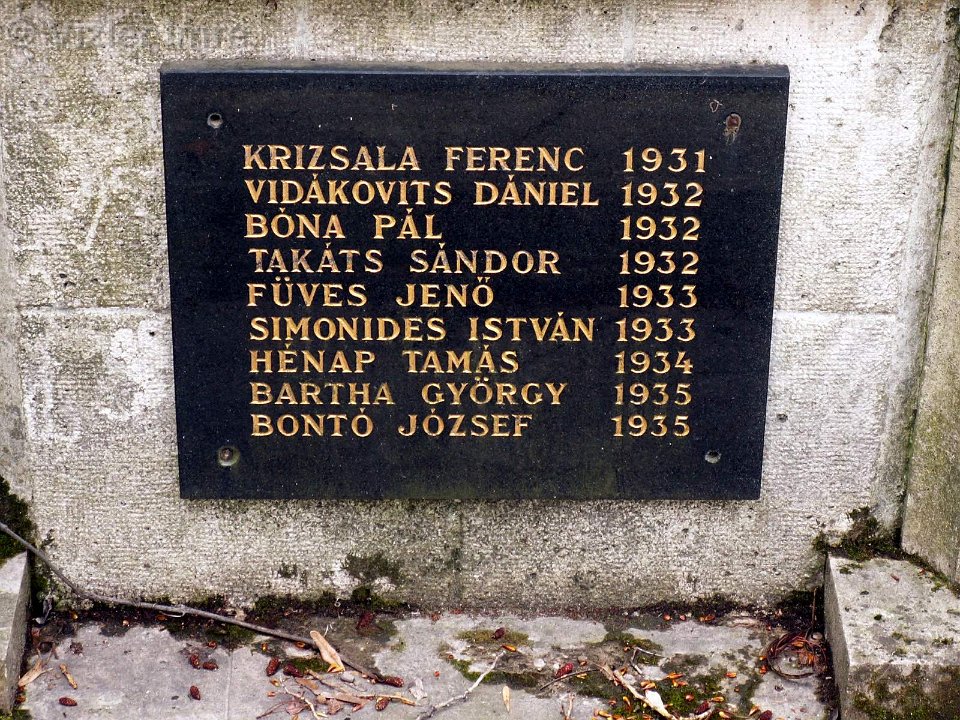 KRIZSALA FERENC 1931
VIDÁKOVITS DÁNIEL 1932
BÓNA PÁL 1932
TAKÁTS SÁNDOR 1932
FÜVES JENŐ 1933
SIMONIDES ISTVÁN 1933
HÉNAP TAMÁS 1934
BARTHA GYÖRGY 1935
BONTÓ JÓZSEF 1935